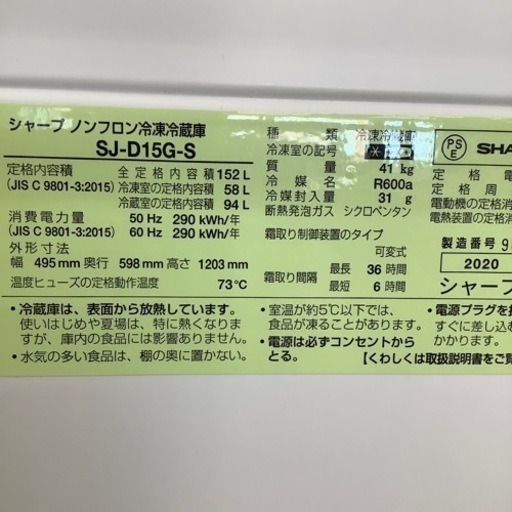 シャープ ノンフロン冷凍冷蔵庫
SJ-D15G-S
定格内容積 全定格内容積 152 L
(JIS C 9801-3:2015) 冷凍室の定格内容積 58 L
冷蔵室の定格内容積 94 L
消費電力量 50 Hz 290 kWh/年
(JIS C 9801-3:2015) 60 Hz 290 kWh/年
外形寸法
幅 495mm 奥行 598mm 高さ 1203mm
温度ヒューズの定格動作温度 73℃
種類 冷凍冷蔵庫
冷凍室の記号
質量 41 kg
冷媒名 R600a
冷媒封入量 31 g
断熱発泡ガス シクロペンタン
霜取り制御装置のタイプ
可変式
霜取り間隔 最長 36 時間
最短 6 時間
PS
E
SHA
定格電
定格周
電動機の定格消
電熱装置の定格消
製造番号 9
2020
シャープ
•冷蔵庫は、表面から放熱しています。
使いはじめや夏場は、特に熱くなりま
すが、庫内の食品には影響ありません。
•水気の多い食品は、棚の奥に置かない。
•室温が約5℃以下では、
食品が凍ることがあります。
•電源は必ずコンセントから
とる。
•電源プラグを抜
すぐに差し込む
かかります。
【くわしくは取扱説明書をご覧